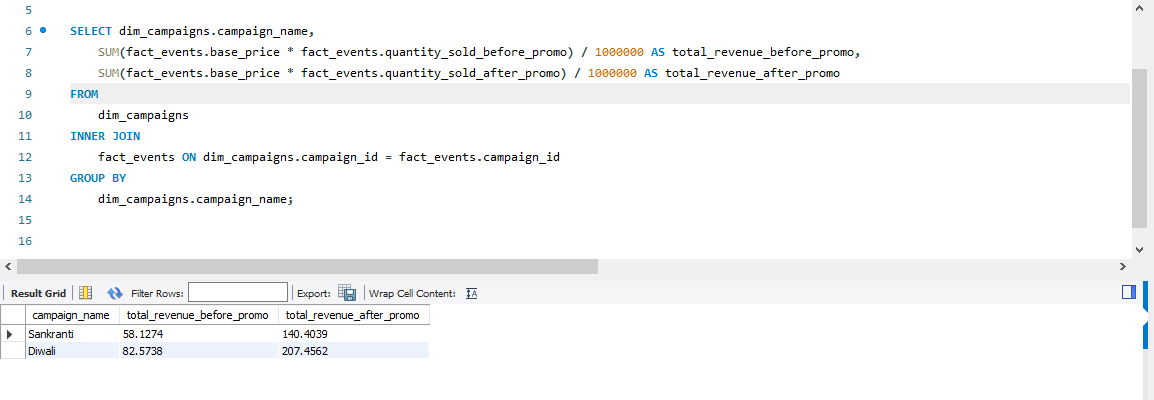 5
6 SELECT dim_campaigns.campaign_name,
7 SUM(fact_events.base_price * fact_events.quantity_sold_before_promo) / 1000000 AS total_revenue_before_promo,
8 SUM(fact_events.base_price * fact_events.quantity_sold_after_promo) / 1000000 AS total_revenue_after_promo
9 FROM
10 dim_campaigns
11 INNER JOIN
12 fact_events ON dim_campaigns.campaign_id = fact_events.campaign_id
13 GROUP BY
14 dim_campaigns.campaign_name;
15
16
Result Grid Filter Rows: Export: Wrap Cell Content:
campaign_name total_revenue_before_promo total_revenue_after_promo
Sankranti 58.1274 140.4039
Diwali 82.5738 207.4562